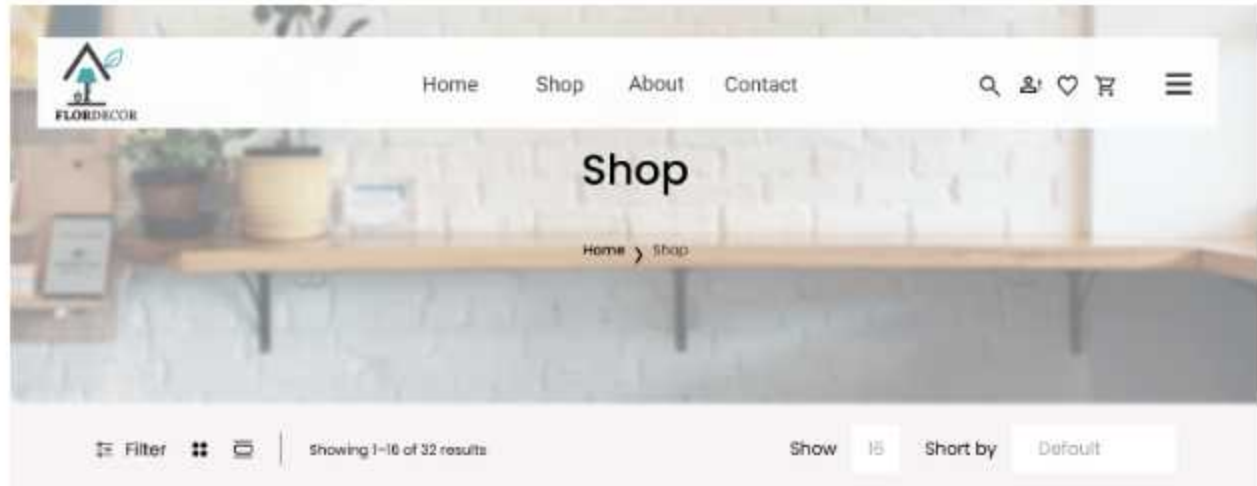 FLORDECOR
Home Shop About Contact
Shop
Home > Shop
Filter Showing 1–16 of 32 results Show 16 Short by Default